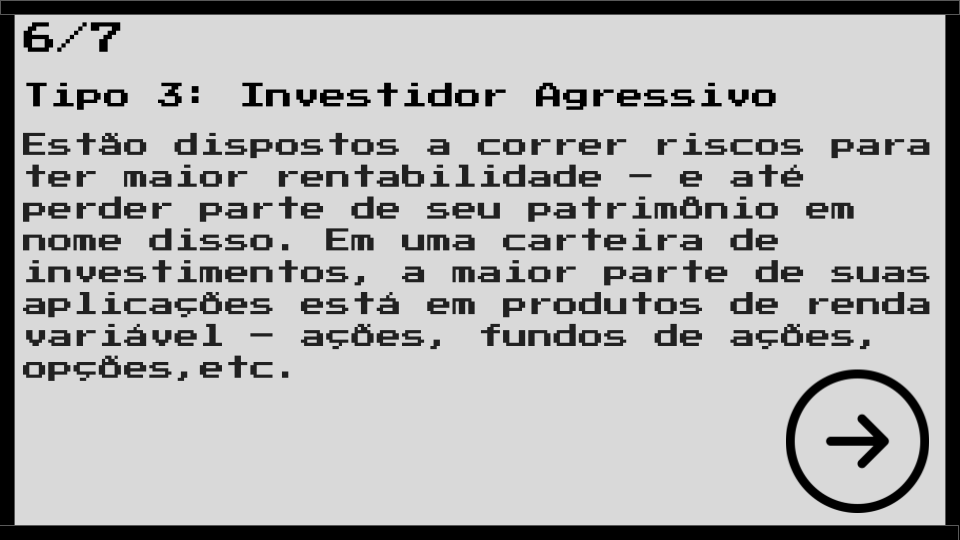 6/7
Tipo 3: Investidor Agressivo
Estão dispostos a correr riscos para
ter maior rentabilidade – e até
perder parte de seu patrimônio em
nome disso. Em uma carteira de
investimentos, a maior parte de suas
aplicações está em produtos de renda
variável – ações, fundos de ações,
opções,etc.